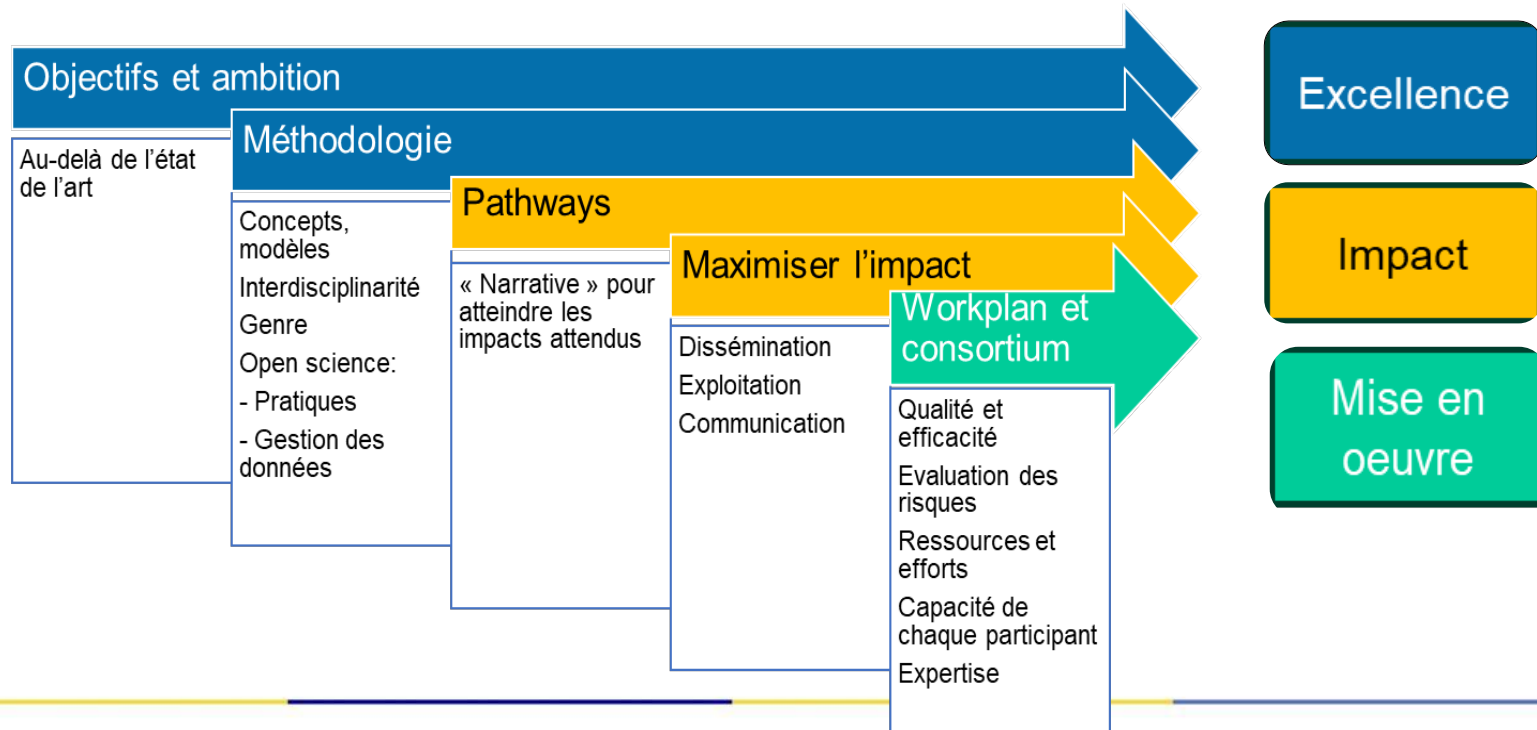 Objectifs et ambition
Au-delà de l’état
de l’art
Méthodologie
Concepts,
modèles
Interdisciplinarité
Genre
Open science:
- Pratiques
- Gestion des
données
Pathways
« Narrative » pour
atteindre les
impacts attendus
Maximiser l’impact
Dissémination
Exploitation
Communication
Workplan et
consortium
Qualité et
efficacité
Evaluation des
risques
Ressources et
efforts
Capacité de
chaque participant
Expertise
Excellence
Impact
Mise en
oeuvre